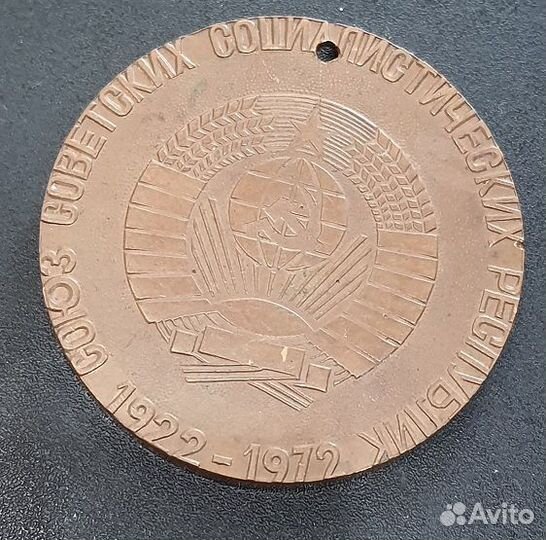 СОЮЗ СОВЕТСКИХ СОЦИАЛИСТИЧЕСКИХ РЕСПУБЛИК
1922-1972
Avito